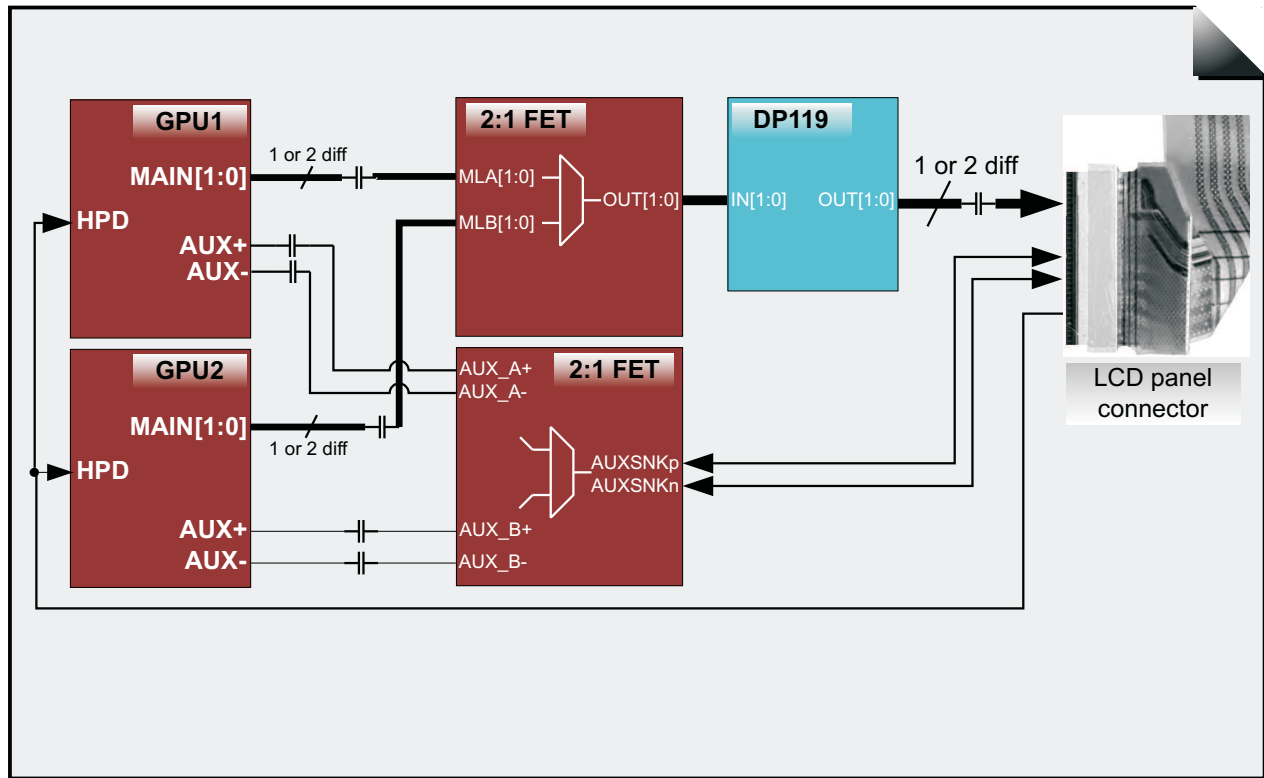 GPU1
2:1 FET
DP119
1 or 2 diff
1 or 2 diff
MAIN[1:0]
MLA[1:0]
OUT[1:0]
IN[1:0]
OUT[1:0]
HPD
MLB[1:0]
AUX+
AUX-
GPU2
AUX_A+
2:1 FET
AUX_A-
LCD panel
connector
MAIN[1:0]
1 or 2 diff
HPD
AUXSNKp
AUXSNKn
AUX+
AUX_B+
AUX-
AUX_B-